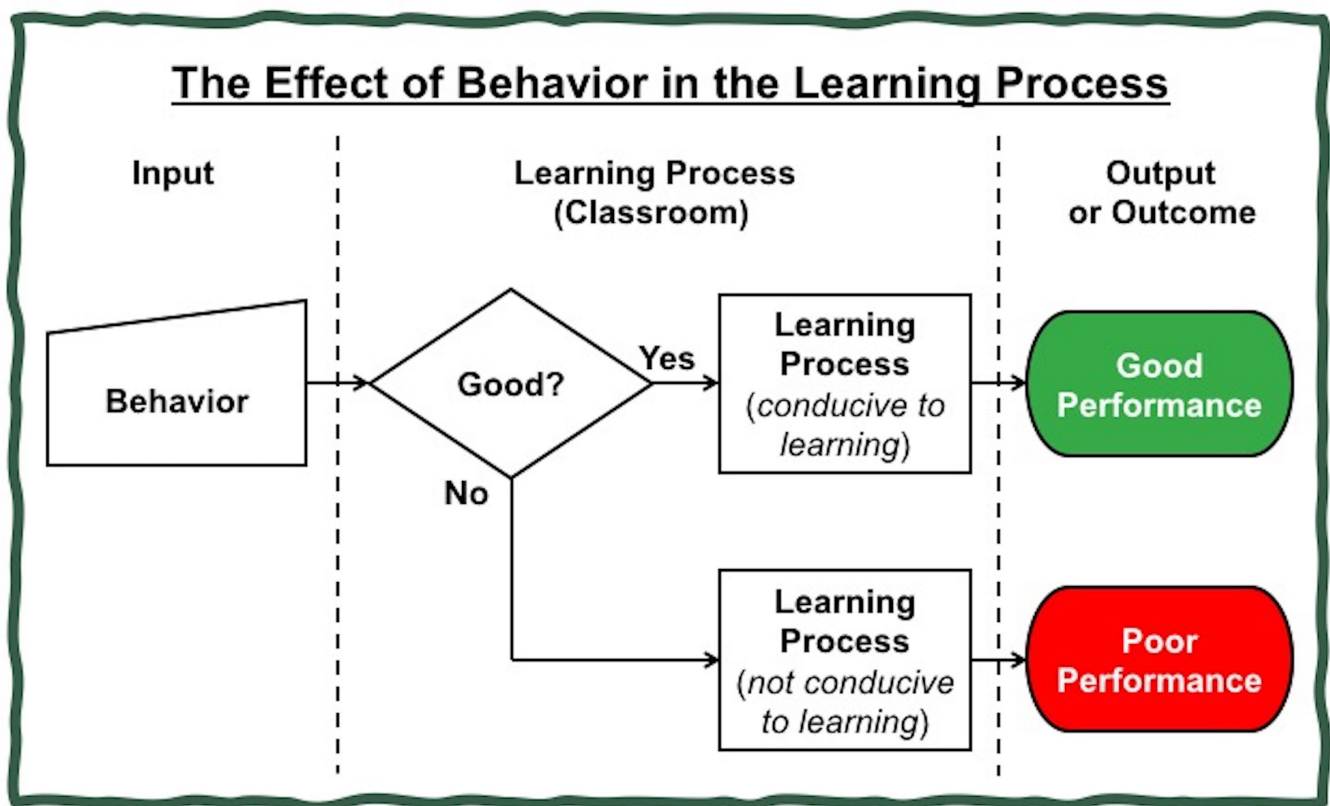 The Effect of Behavior in the Learning Process
Input
Learning Process
(Classroom)
Output
or Outcome
Behavior
Good?
Yes
Learning
Process
(conducive to
learning)
Good
Performance
No
Learning
Process
(not conducive
to learning)
Poor
Performance